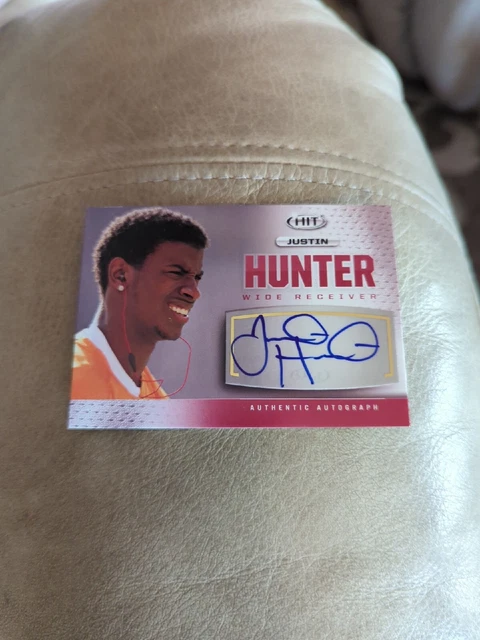 HIT
JUSTIN
HUNTER
WIDE RECEIVER
AUTHENTIC AUTOGRAPH